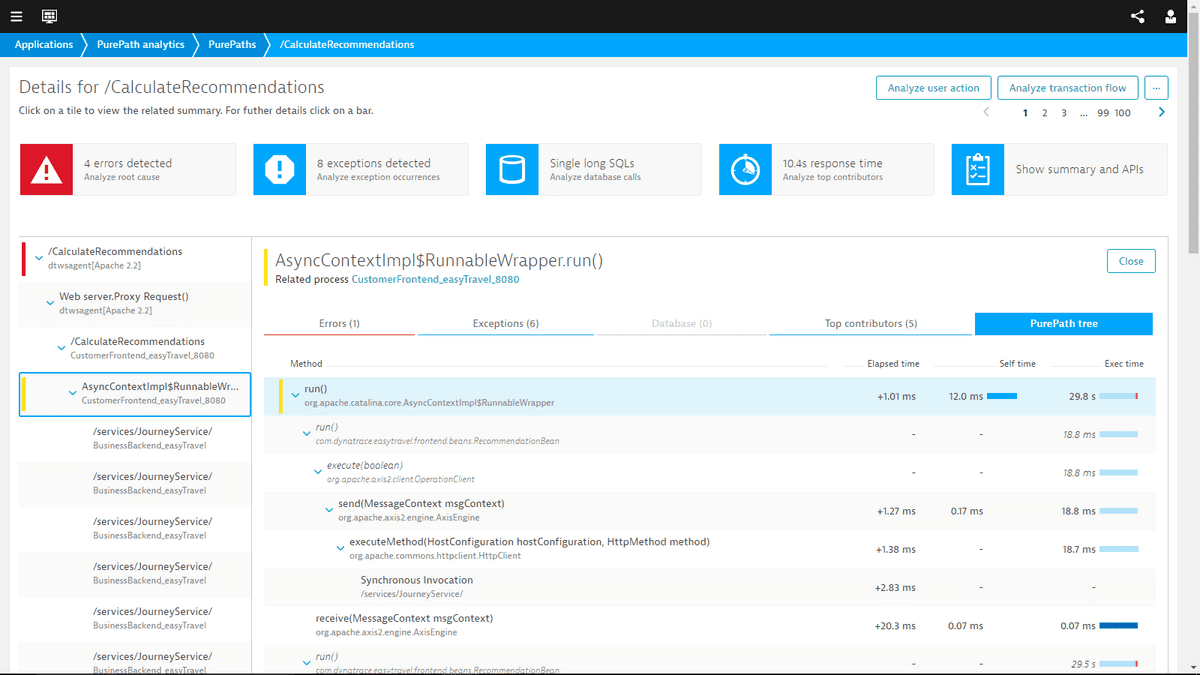 Applications
PurePath analytics
PurePaths
/CalculateRecommendations
Details for /CalculateRecommendations
Click on a tile to view the related summary. For futher details click on a bar.
Analyze user action
Analyze transaction flow
...
1 2 3 ... 99 100
4 errors detected
Analyze root cause
8 exceptions detected
Analyze exception occurrences
Single long SQLs
Analyze database calls
10.4s response time
Analyze top contributors
Show summary and APIs
/CalculateRecommendations
dtwsagent[Apache 2.2]
Web server.Proxy Request()
dtwsagent[Apache 2.2]
/CalculateRecommendations
CustomerFrontend_easyTravel_8080
AsyncContextImpl$RunnableWr...
CustomerFrontend_easyTravel_8080
/services/JourneyService/
BusinessBackend_easyTravel
/services/JourneyService/
BusinessBackend_easyTravel
/services/JourneyService/
BusinessBackend_easyTravel
/services/JourneyService/
BusinessBackend_easyTravel
/services/JourneyService/
BusinessBackend_easyTravel
/services/JourneyService/
BusinessBackend_easyTravel
AsyncContextImpl$RunnableWrapper.run()
Related process CustomerFrontend_easyTravel_8080
Close
Errors (1)
Exceptions (6)
Database (0)
Top contributors (5)
PurePath tree
Method
Elapsed time
Self time
Exec time
run()
org.apache.catalina.core.AsyncContextImpl$RunnableWrapper
+1.01 ms
12.0 ms
29.8 s
run()
com.dynatrace.easytravel.frontend.beans.RecommendationBean
-
-
18.8 ms
execute(boolean)
org.apache.axis2.client.OperationClient
-
-
18.8 ms
send(MessageContext msgContext)
org.apache.axis2.engine.AxisEngine
+1.27 ms
0.17 ms
18.8 ms
executeMethod(HostConfiguration hostConfiguration, HttpMethod method)
org.apache.commons.httpclient.HttpClient
+1.38 ms
-
18.7 ms
Synchronous Invocation
/services/JourneyService/
+2.83 ms
-
-
receive(MessageContext msgContext)
org.apache.axis2.engine.AxisEngine
+20.3 ms
0.07 ms
0.07 ms
run()
com.dynatrace.easytravel.frontend.beans.RecommendationBean
-
-
29.5 s